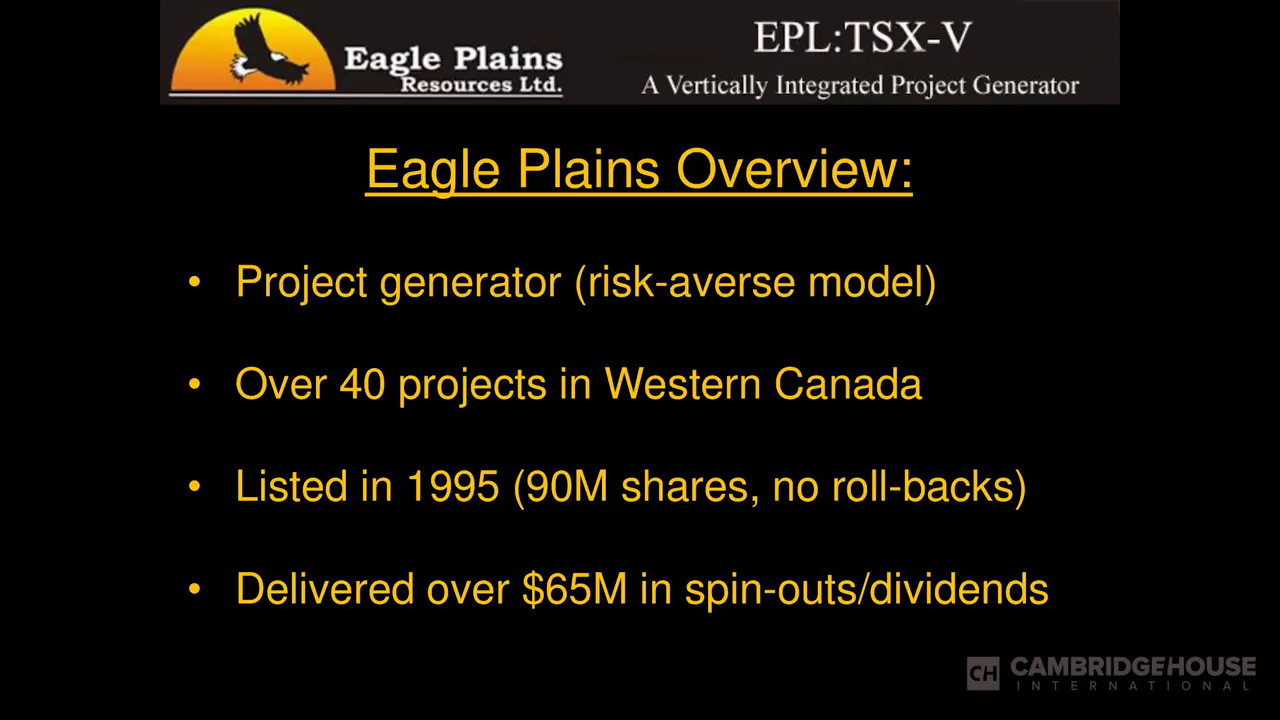 Eagle Plains
Resources Ltd.
EPL:TSX-V
A Vertically Integrated Project Generator
Eagle Plains Overview:
• Project generator (risk-averse model)
• Over 40 projects in Western Canada
• Listed in 1995 (90M shares, no roll-backs)
• Delivered over $65M in spin-outs/dividends
CH
CAMBRIDGEHOUSE
INTERNATIONAL